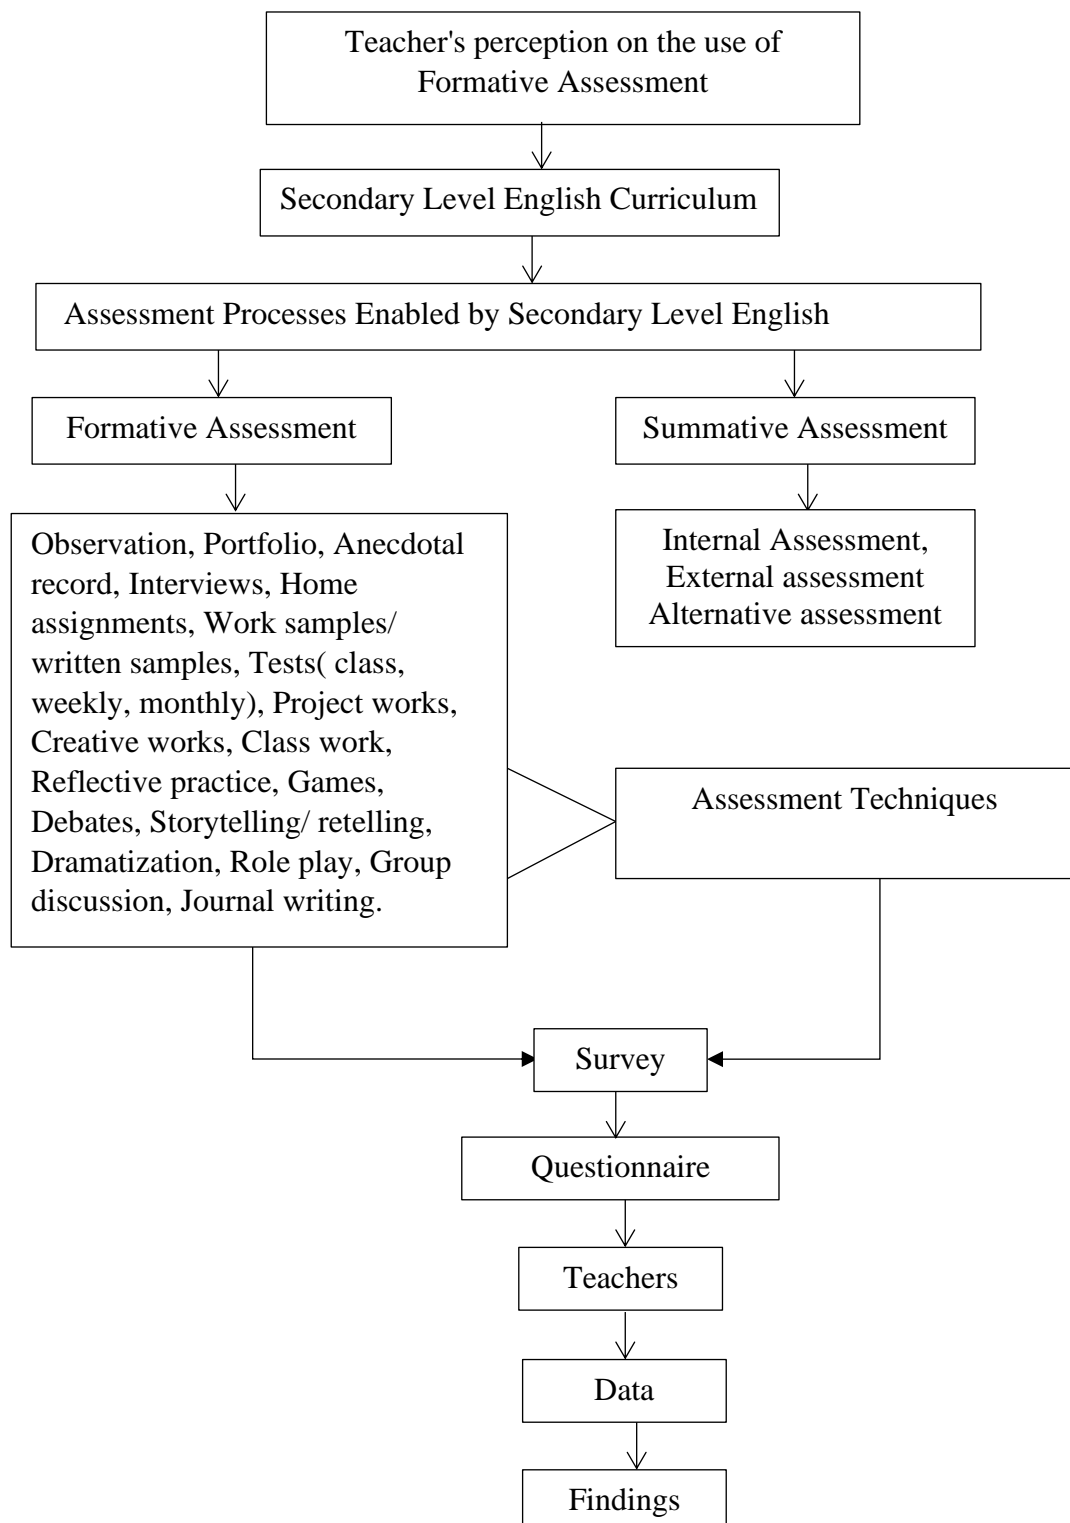 Teacher's perception on the use of
Formative Assessment
Secondary Level English Curriculum
Assessment Processes Enabled by Secondary Level English
Formative Assessment
Summative Assessment
Observation, Portfolio, Anecdotal
record, Interviews, Home
assignments, Work samples/
written samples, Tests( class,
weekly, monthly), Project works,
Creative works, Class work,
Reflective practice, Games,
Debates, Storytelling/ retelling,
Dramatization, Role play, Group
discussion, Journal writing.
Internal Assessment,
External assessment
Alternative assessment
Assessment Techniques
Survey
Questionnaire
Teachers
Data
Findings